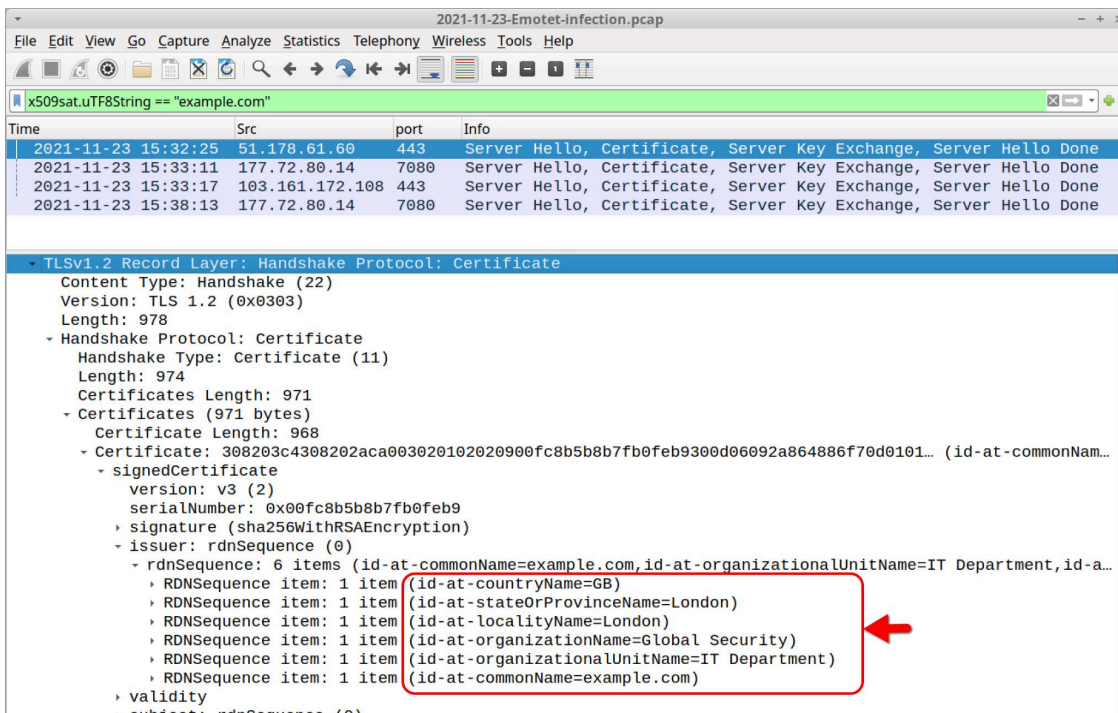 2021-11-23-Emotet-infection.pcap
File Edit View Go Capture Analyze Statistics Telephony Wireless Tools Help
x509sat.uTF8String == "example.com"
Time Src port Info
2021-11-23 15:32:25 51.178.61.60 443 Server Hello, Certificate, Server Key Exchange, Server Hello Done
2021-11-23 15:33:11 177.72.80.14 7080 Server Hello, Certificate, Server Key Exchange, Server Hello Done
2021-11-23 15:33:17 103.161.172.108 443 Server Hello, Certificate, Server Key Exchange, Server Hello Done
2021-11-23 15:38:13 177.72.80.14 7080 Server Hello, Certificate, Server Key Exchange, Server Hello Done
TLSv1.2 Record Layer: Handshake Protocol: Certificate
Content Type: Handshake (22)
Version: TLS 1.2 (0x0303)
Length: 978
Handshake Protocol: Certificate
Handshake Type: Certificate (11)
Length: 974
Certificates Length: 971
Certificates (971 bytes)
Certificate Length: 968
Certificate: 308203c4308202aca003020102020900fc8b5b8b7fb0feb9300d06092a864886f70d0101… (id-at-commonNam…
signedCertificate
version: v3 (2)
serialNumber: 0x00fc8b5b8b7fb0feb9
signature (sha256WithRSAEncryption)
issuer: rdnSequence (0)
rdnSequence: 6 items (id-at-commonName=example.com,id-at-organizationalUnitName=IT Department,id-a…
RDNSequence item: 1 item (id-at-countryName=GB)
RDNSequence item: 1 item (id-at-stateOrProvinceName=London)
RDNSequence item: 1 item (id-at-localityName=London)
RDNSequence item: 1 item (id-at-organizationName=Global Security)
RDNSequence item: 1 item (id-at-organizationalUnitName=IT Department)
RDNSequence item: 1 item (id-at-commonName=example.com)
validity